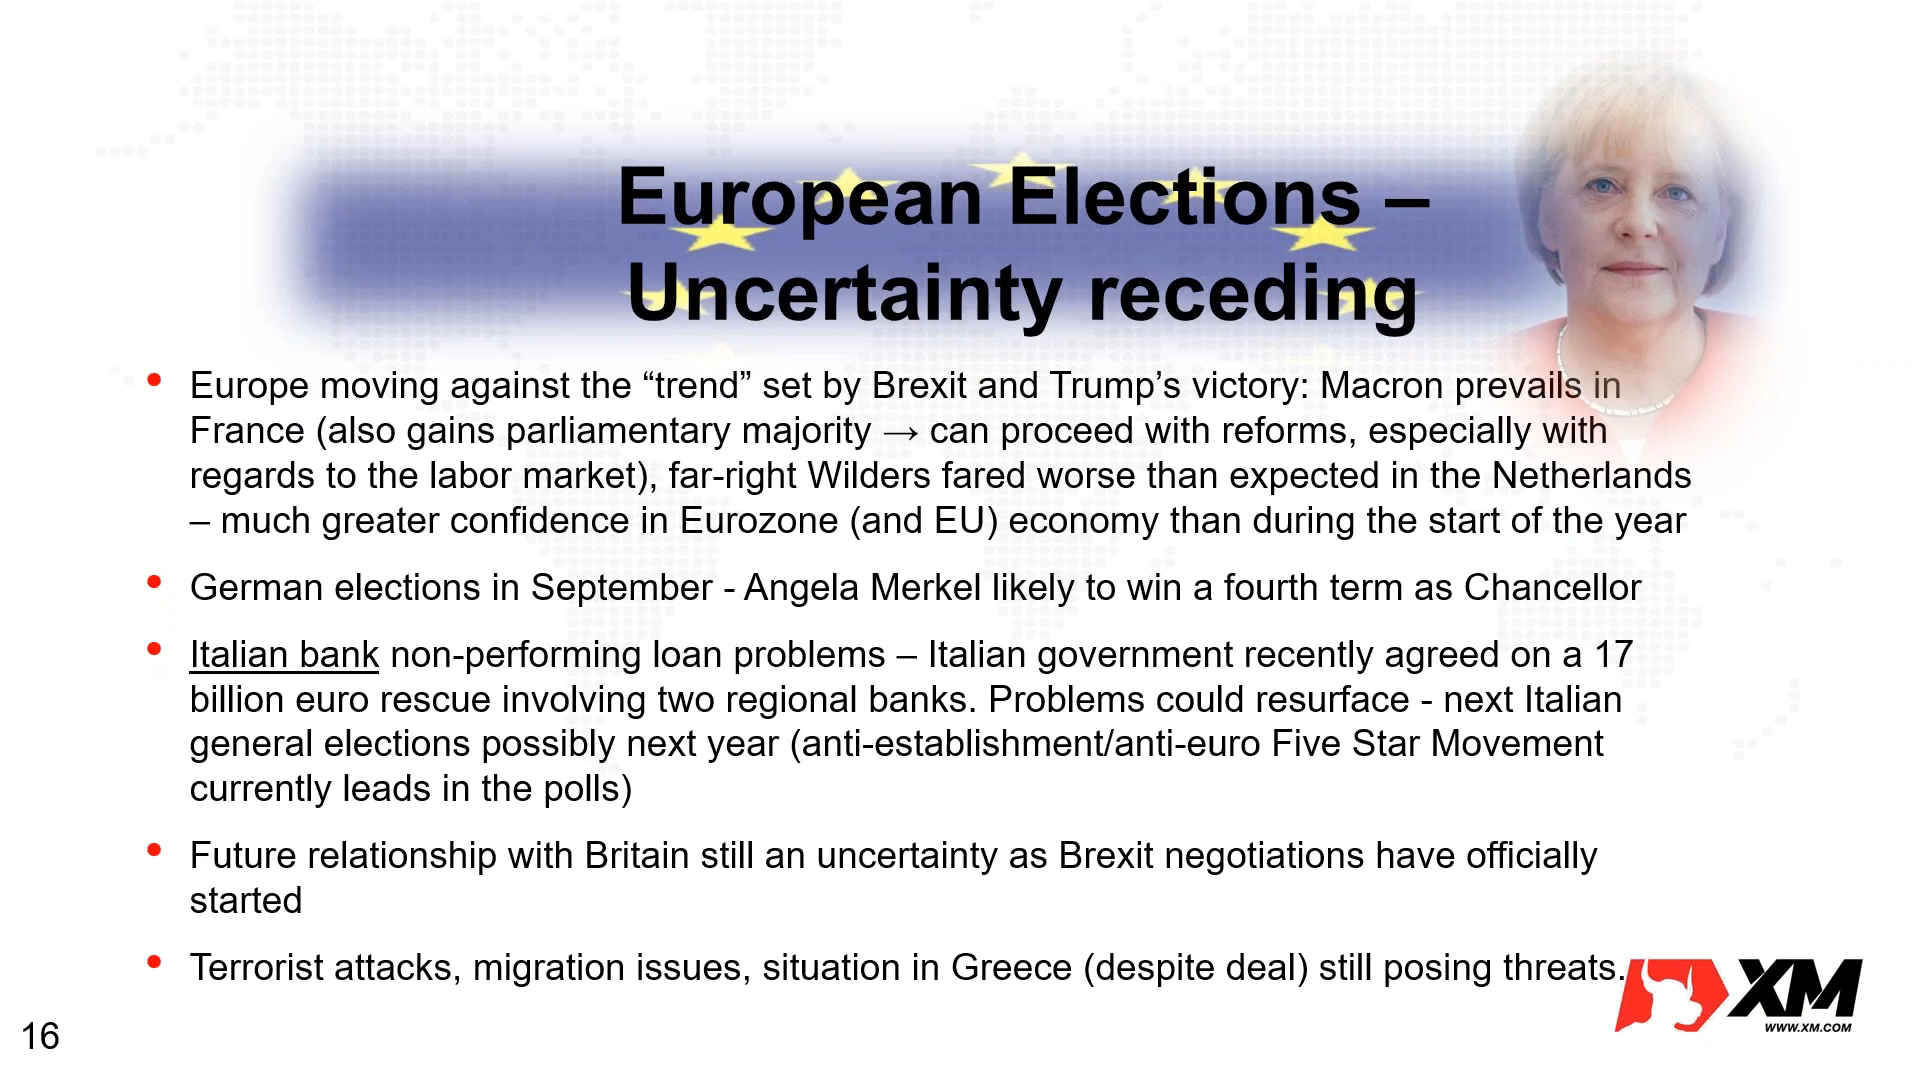 European Elections –
Uncertainty receding
• Europe moving against the “trend” set by Brexit and Trump’s victory: Macron prevails in
France (also gains parliamentary majority → can proceed with reforms, especially with
regards to the labor market), far-right Wilders fared worse than expected in the Netherlands
– much greater confidence in Eurozone (and EU) economy than during the start of the year
• German elections in September - Angela Merkel likely to win a fourth term as Chancellor
• Italian bank non-performing loan problems – Italian government recently agreed on a 17
billion euro rescue involving two regional banks. Problems could resurface - next Italian
general elections possibly next year (anti-establishment/anti-euro Five Star Movement
currently leads in the polls)
• Future relationship with Britain still an uncertainty as Brexit negotiations have officially
started
• Terrorist attacks, migration issues, situation in Greece (despite deal) still posing threats.
XM
WWW.XM.COM
16